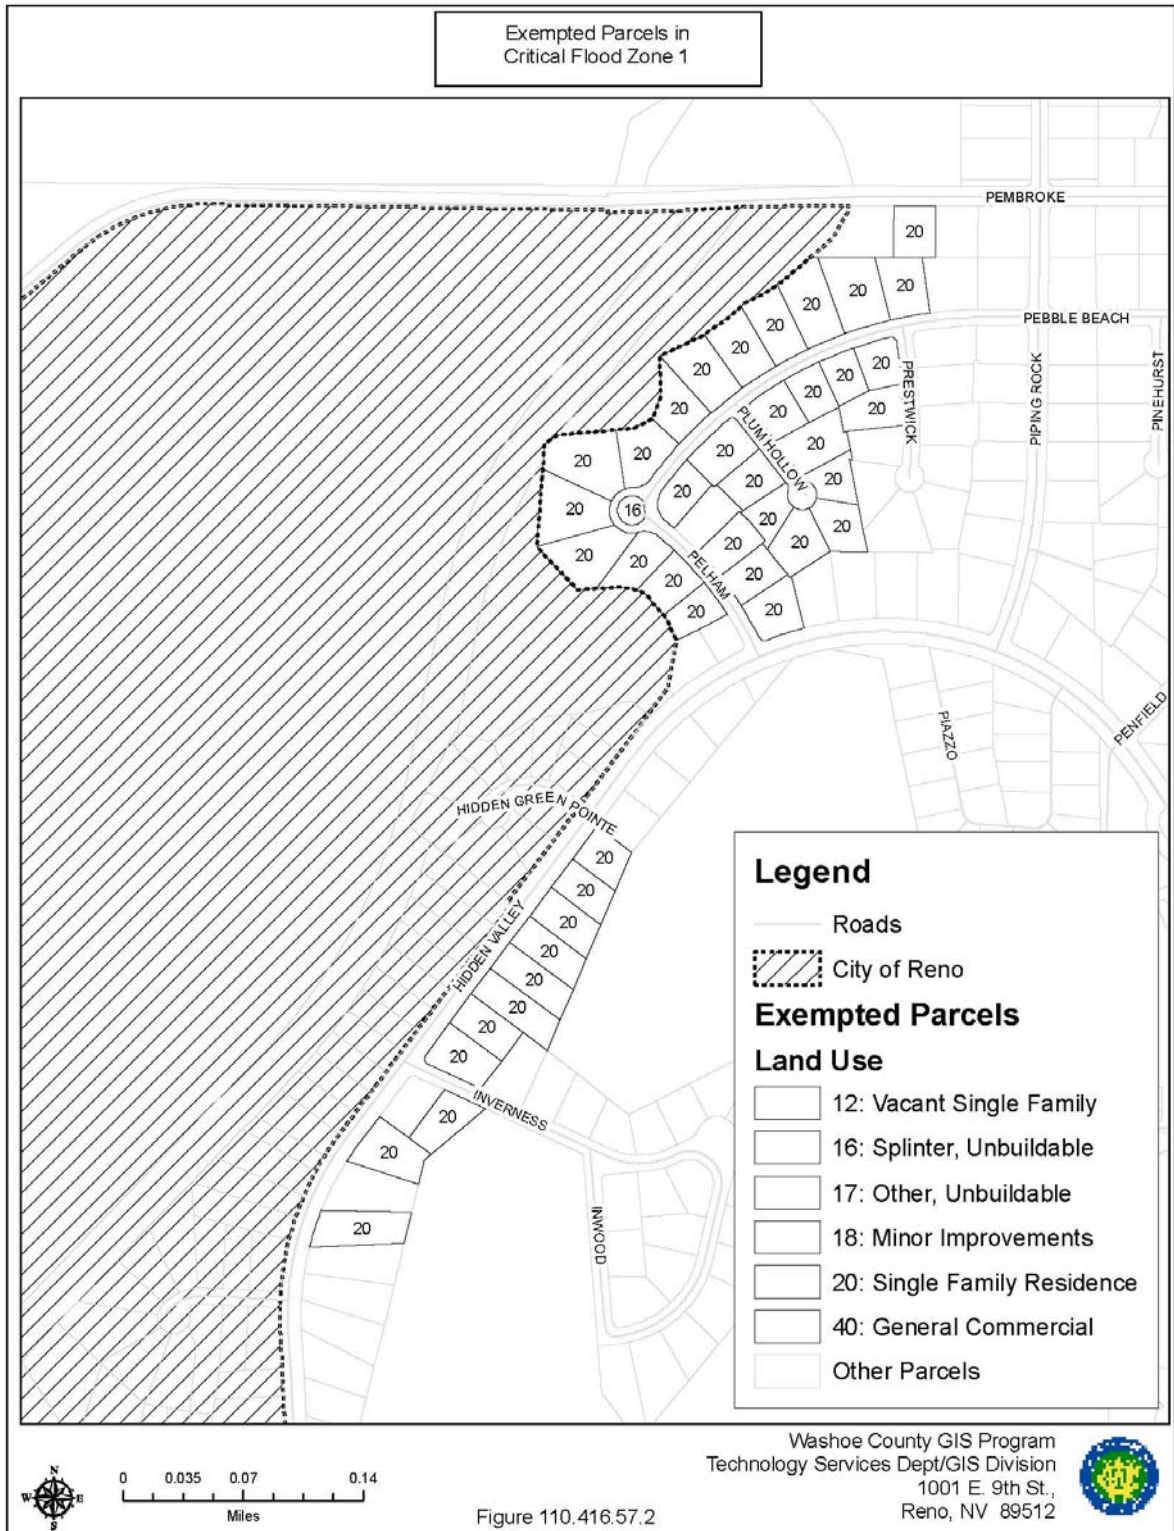 Exempted Parcels in
Critical Flood Zone 1
PEMBROKE
20
20
20
20
20
PEBBLE BEACH
20
20
20
20
20
20
20
20
PRESTWICK
PIPING ROCK
PINEHURST
20
PLUM HOLLOW
20
20
20
20
20
20
20
20
20
16
20
20
20
20
20
20
20
20
PELHAM
20
20
20
PIAZZO
PENFIELD
HIDDEN GREEN POINTE
20
20
20
20
20
20
20
20
HIDDEN VALLEY
INVERNESS
20
20
20
INWOOD
Legend
Roads
City of Reno
Exempted Parcels
Land Use
12: Vacant Single Family
16: Splinter, Unbuildable
17: Other, Unbuildable
18: Minor Improvements
20: Single Family Residence
40: General Commercial
Other Parcels
N
W E
S
0 0.035 0.07 0.14
Miles
Figure 110.416.57.2
Washoe County GIS Program
Technology Services Dept/GIS Division
1001 E. 9th St.,
Reno, NV 89512